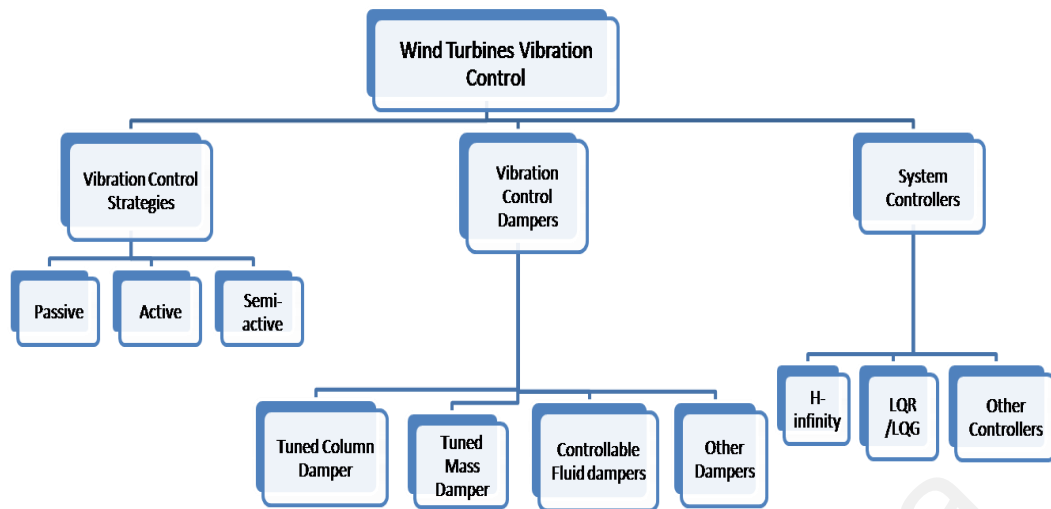 Wind Turbines Vibration
Control
Vibration Control
Strategies
Vibration
Control
Dampers
System
Controllers
Passive
Active
Semi-
active
H-
infinity
LQR
/LQG
Other
Controllers
Tuned Column
Damper
Tuned
Mass
Damper
Controllable
Fluid dampers
Other
Dampers